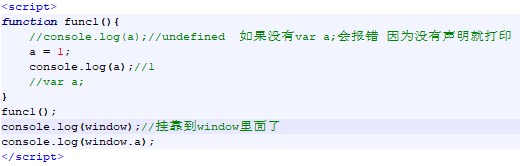 <script>
function func1(){
    //console.log(a);//undefined  如果没有var a;会报错 因为没有声明就打印
    a = 1;
    console.log(a);//1
    //var a;
}
func1();
console.log(window);//挂靠到window里面了
console.log(window.a);
</script>